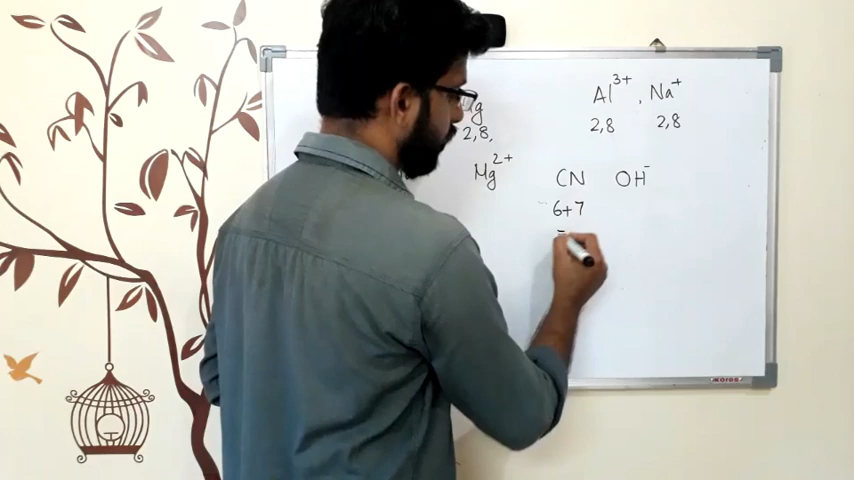 Al³⁺, Na⁺
2,8 2,8
2,8,
Mg²⁺ CN OH⁻
6+7